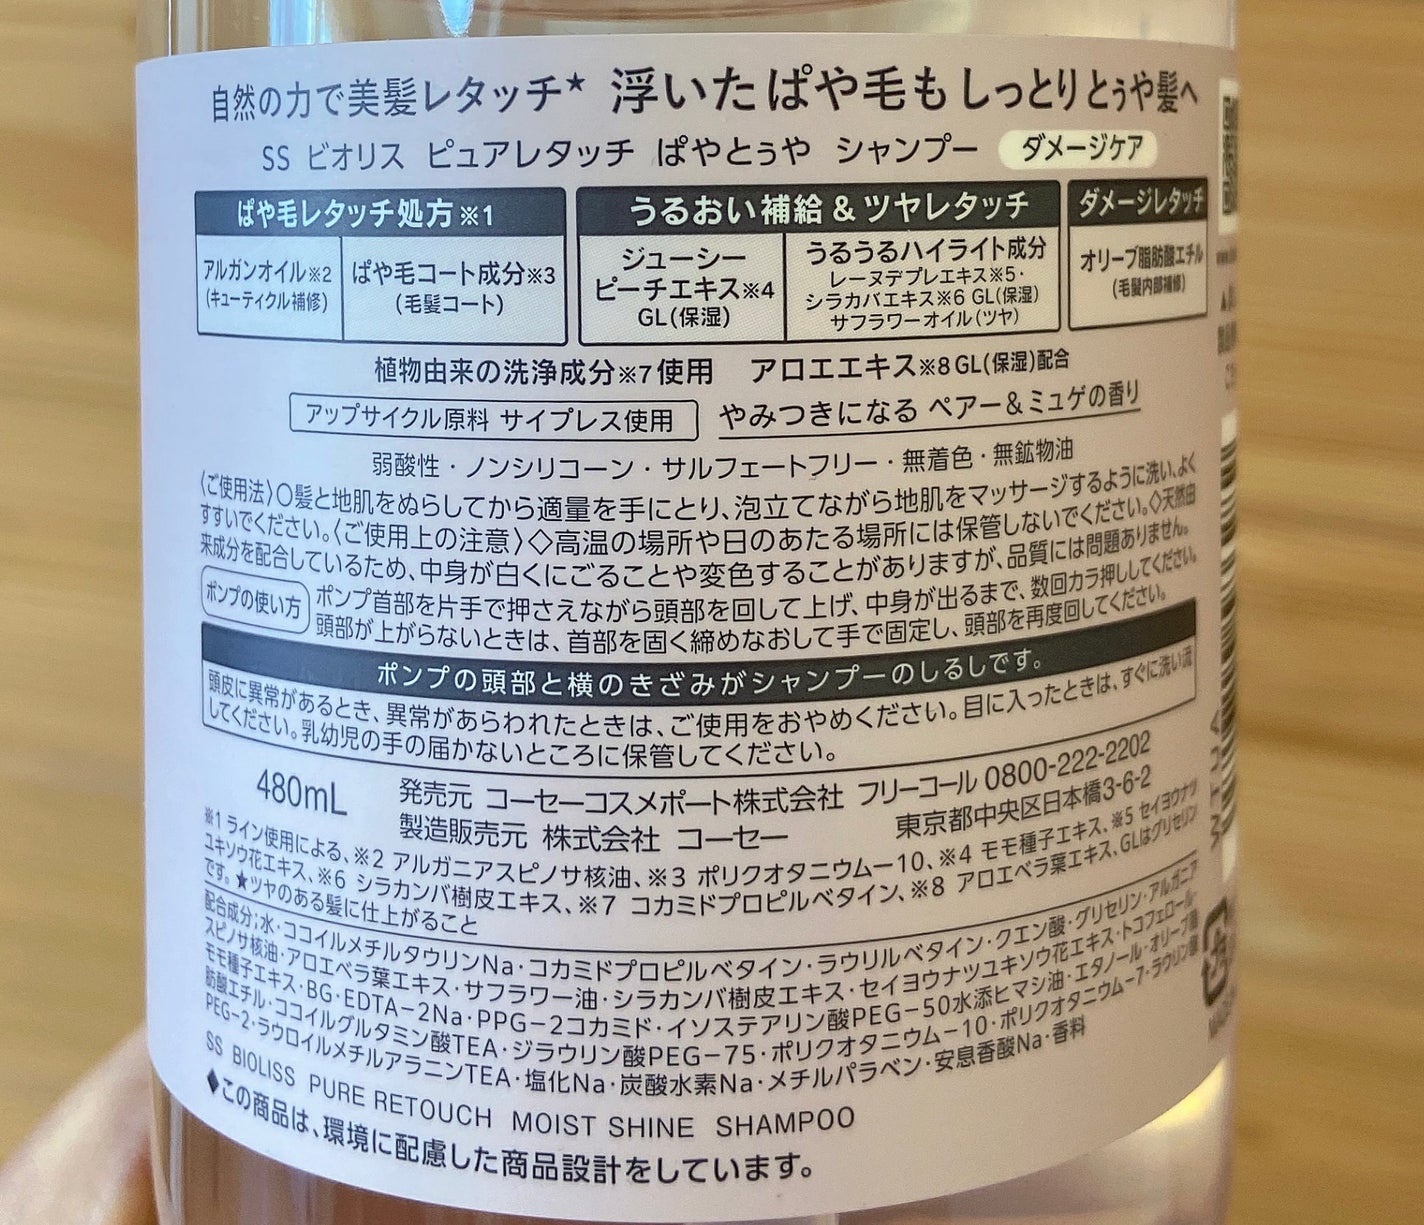 自然の力で美髪レタッチ★ 浮いたぱや毛もしっとりとぅや髪へ
SS ビオリス ピュアレタッチ ぱやとぅや シャンプー ダメージケア
ぱや毛レタッチ処方※1
アルガンオイル※2
(キューティクル補修)
ぱや毛コート成分※3
(毛髪コート)
うるおい補給&ツヤレタッチ
ジューシー
ピーチエキス※4
GL(保湿)
うるうるハイライト成分
レーヌデプレエキス※5・
シラカバエキス※6 GL(保湿)
サフラワーオイル(ツヤ)
ダメージレタッチ
オリーブ脂肪酸エチル
(毛髪内部補修)
植物由来の洗浄成分※7使用 アロエエキス※8GL(保湿)配合
アップサイクル原料 サイプレス使用 やみつきになる ペアー&ミュゲの香り
弱酸性・ノンシリコーン・サルフェートフリー・無着色・無鉱物油
〈ご使用法〉○髪と地肌をぬらしてから適量を手にとり、泡立てながら地肌をマッサージするように洗い、よく
すすいでください。〈ご使用上の注意〉◇高温の場所や日のあたる場所には保管しないでください。◇天然由
来成分を配合しているため、中身が白くにごることや変色することがありますが、品質には問題ありません。
ポンプの使い方
ポンプ首部を片手で押さえながら頭部を回して上げ、中身が出るまで、数回カラ押ししてください。
頭部が上がらないときは、首部を固く締めなおして手で固定し、頭部を再度回してください。
ポンプの頭部と横のきざみがシャンプーのしるしです。
頭皮に異常があるとき、異常があらわれたときは、ご使用をおやめください。目に入ったときは、すぐに洗い流
してください。乳幼児の手の届かないところに保管してください。
480mL
発売元 コーセーコスメポート株式会社 フリーコール 0800-222-2202
製造販売元 株式会社 コーセー 東京都中央区日本橋3-6-2
※1 ライン使用による、※2 アルガニアスピノサ核油、※3 ポリクオタニウム-10、※4 モモ種子エキス、※5 セイヨウナツ
ユキソウ花エキス、※6 シラカンバ樹皮エキス、※7 コカミドプロピルベタイン、※8 アロエベラ葉エキス、GLはグリセリン
です。★ツヤのある髪に仕上がること
配合成分;水・ココイルメチルタウリンNa・コカミドプロピルベタイン・ラウリルベタイン・クエン酸・グリセリン・アルガニア
スピノサ核油・アロエベラ葉エキス・サフラワー油・シラカンバ樹皮エキス・セイヨウナツユキソウ花エキス・トコフェロール・
モモ種子エキス・BG・EDTA-2Na・PPG-2コカミド・イソステアリン酸PEG-50水添ヒマシ油・エタノール・オリーブ脂
肪酸エチル・ココイルグルタミン酸TEA・ジラウリン酸PEG-75・ポリクオタニウム-10・ポリクオタニウム-7・ラウリン酸
PEG-2・ラウロイルメチルアラニンTEA・塩化Na・炭酸水素Na・メチルパラベン・安息香酸Na・香料
SS BIOLISS PURE RETOUCH MOIST SHINE SHAMPOO
◆この商品は、環境に配慮した商品設計をしています。